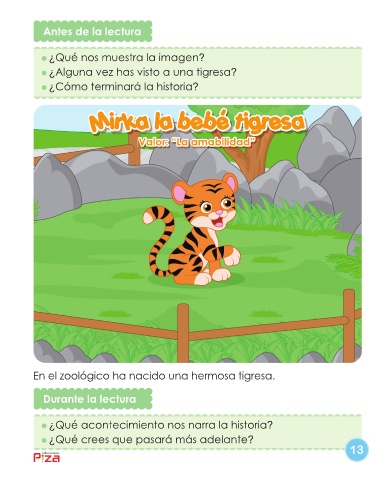 Antes de la lectura
¿Qué nos muestra la imagen?
¿Alguna vez has visto a una tigresa?
¿Cómo terminará la historia?
Mirka la bebé tigresa
Valor: "La amabilidad"
En el zoológico ha nacido una hermosa tigresa.
Durante la lectura
¿Qué acontecimiento nos narra la historia?
¿Qué crees que pasará más adelante?
Piza
13